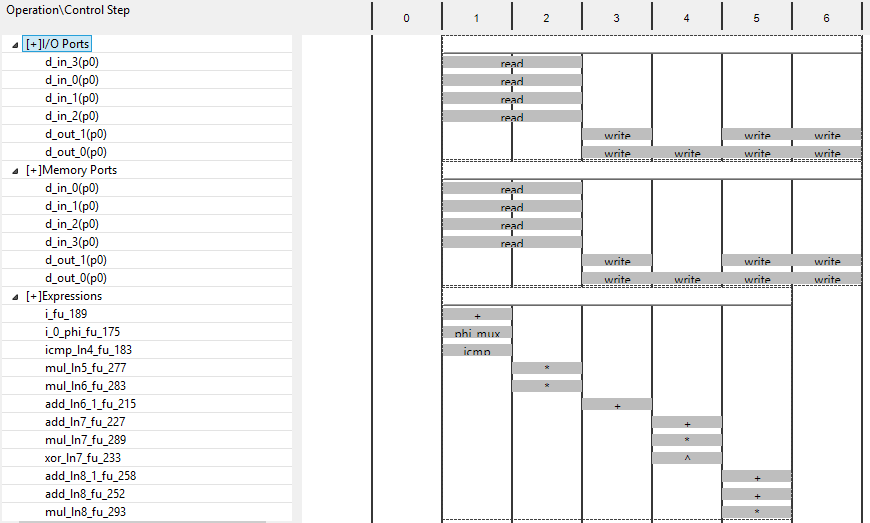 Operation\Control Step 0 1 2 3 4 5 6
[+]I/O Ports
d_in_3(p0) read
d_in_0(p0) read
d_in_1(p0) read
d_in_2(p0) read
d_out_1(p0) write write write
d_out_0(p0) write write write write
[+]Memory Ports
d_in_0(p0) read
d_in_1(p0) read
d_in_2(p0) read
d_in_3(p0) read
d_out_1(p0) write write write
d_out_0(p0) write write write write
[+]Expressions
i_fu_189 +
i_0_phi_fu_175 phi_mux
icmp_ln4_fu_183 icmp
mul_ln5_fu_277 *
mul_ln6_fu_283 *
add_ln6_1_fu_215 +
add_ln7_fu_227 +
mul_ln7_fu_289 *
xor_ln7_fu_233 ^
add_ln8_1_fu_258 +
add_ln8_fu_252 +
mul_ln8_fu_293 *